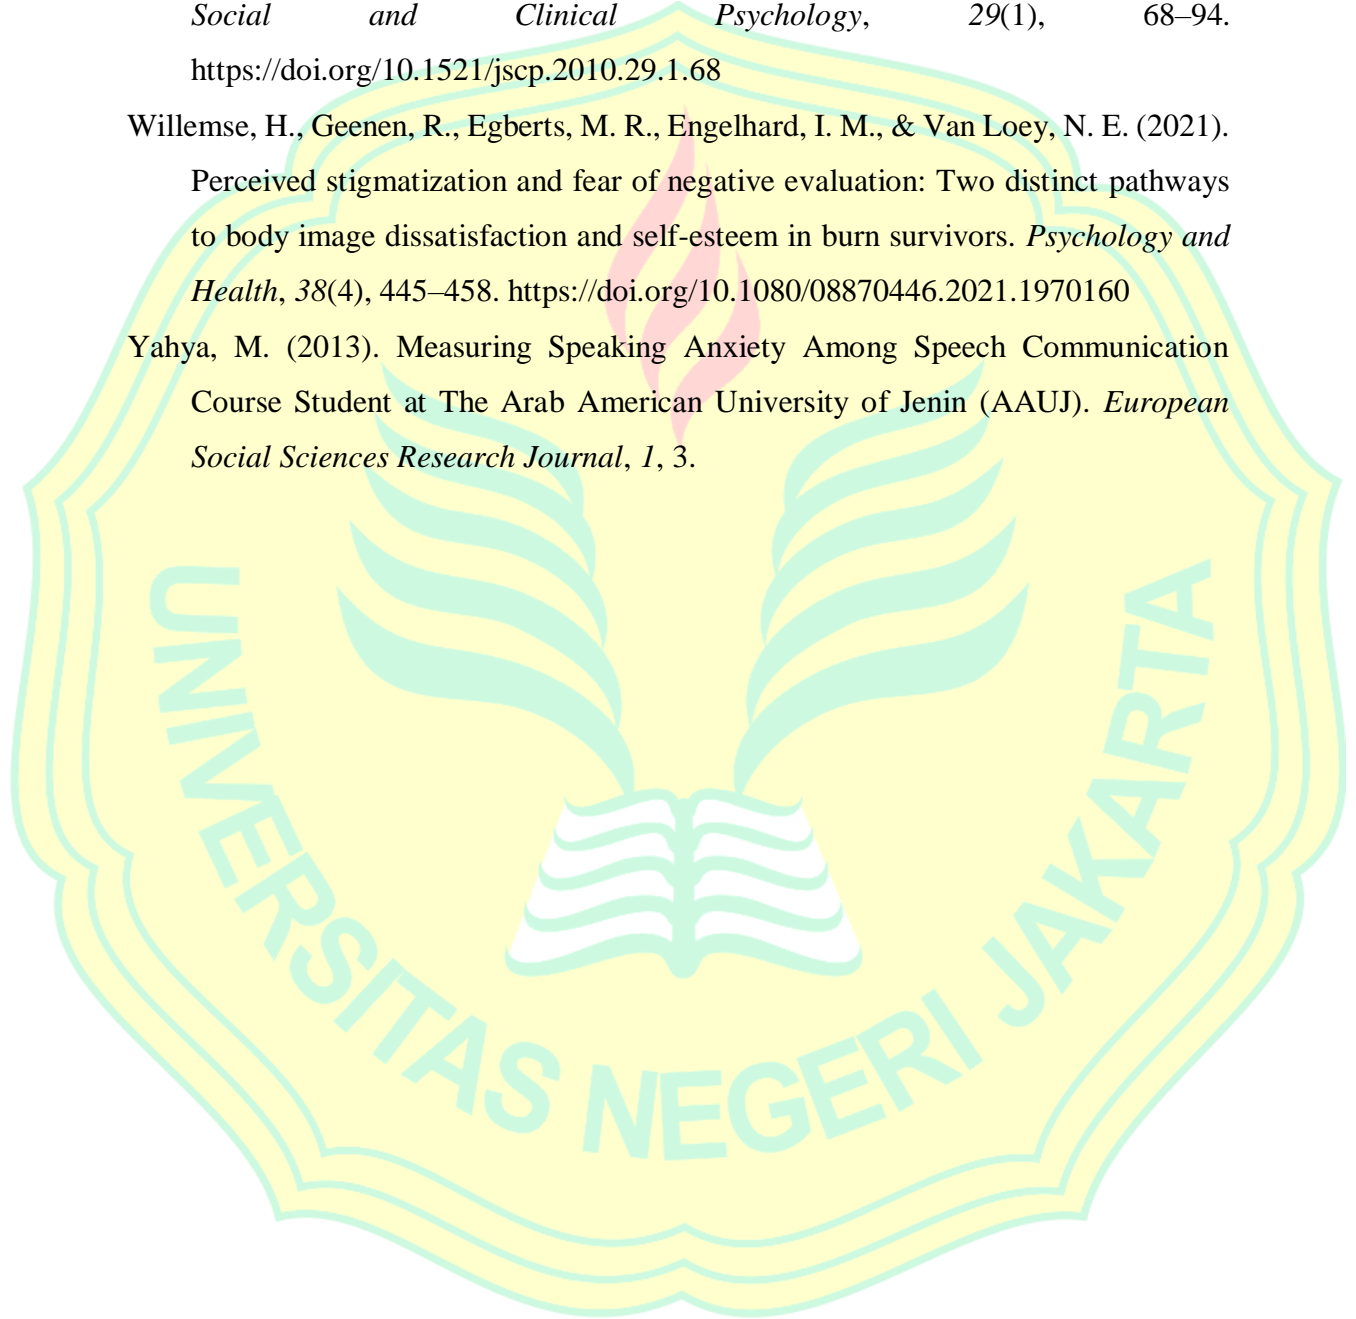 Social and Clinical Psychology, 29(1), 68–94.
https://doi.org/10.1521/jscp.2010.29.1.68
Willemse, H., Geenen, R., Egberts, M. R., Engelhard, I. M., & Van Loey, N. E. (2021).
Perceived stigmatization and fear of negative evaluation: Two distinct pathways
to body image dissatisfaction and self-esteem in burn survivors. Psychology and
Health, 38(4), 445–458. https://doi.org/10.1080/08870446.2021.1970160
Yahya, M. (2013). Measuring Speaking Anxiety Among Speech Communication
Course Student at The Arab American University of Jenin (AAUJ). European
Social Sciences Research Journal, 1, 3.
UNIVERSITAS NEGERI JAKARTA